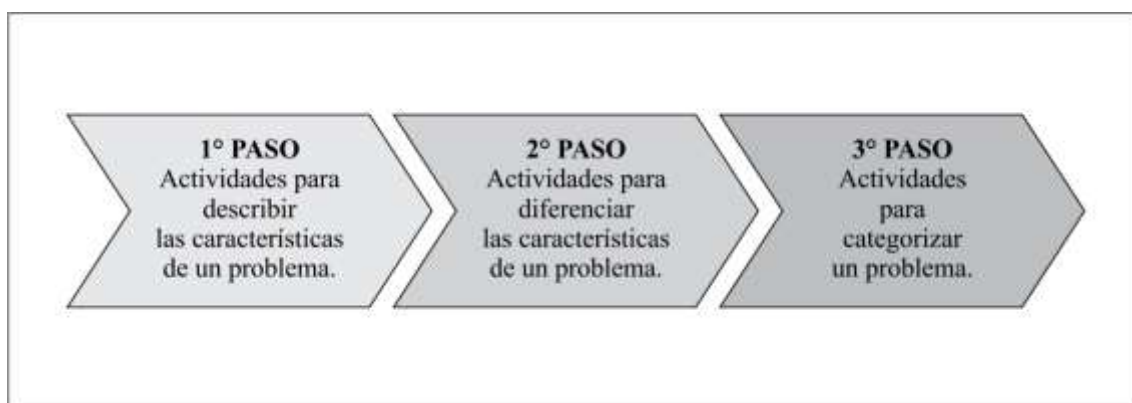 1° PASO
Actividades para
describir
las características
de un problema.
2° PASO
Actividades para
diferenciar
las características
de un problema.
3° PASO
Actividades
para
categorizar
un problema.